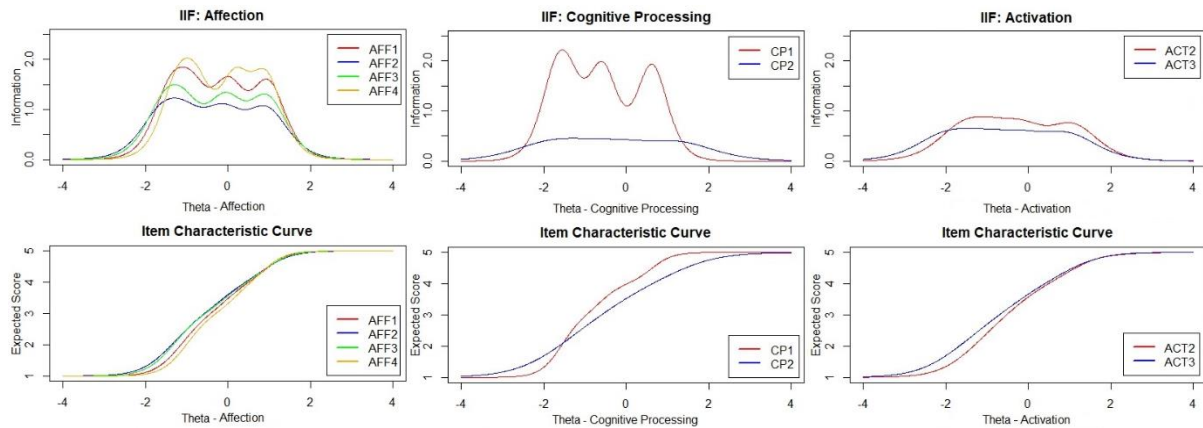 IIF: Affection
Information
0.0
1.0
2.0
AFF1
AFF2
AFF3
AFF4
-4 -2 0 2 4
Theta - Affection
IIF: Cognitive Processing
Information
0.0
1.0
2.0
CP1
CP2
-4 -2 0 2 4
Theta - Cognitive Processing
IIF: Activation
Information
0.0
1.0
2.0
ACT2
ACT3
-4 -2 0 2 4
Theta - Activation
Item Characteristic Curve
Expected Score
1
2
3
4
5
AFF1
AFF2
AFF3
AFF4
-4 -2 0 2 4
Theta - Affection
Item Characteristic Curve
Expected Score
1
2
3
4
5
CP1
CP2
-4 -2 0 2 4
Theta - Cognitive Processing
Item Characteristic Curve
Expected Score
1
2
3
4
5
ACT2
ACT3
-4 -2 0 2 4
Theta - Activation